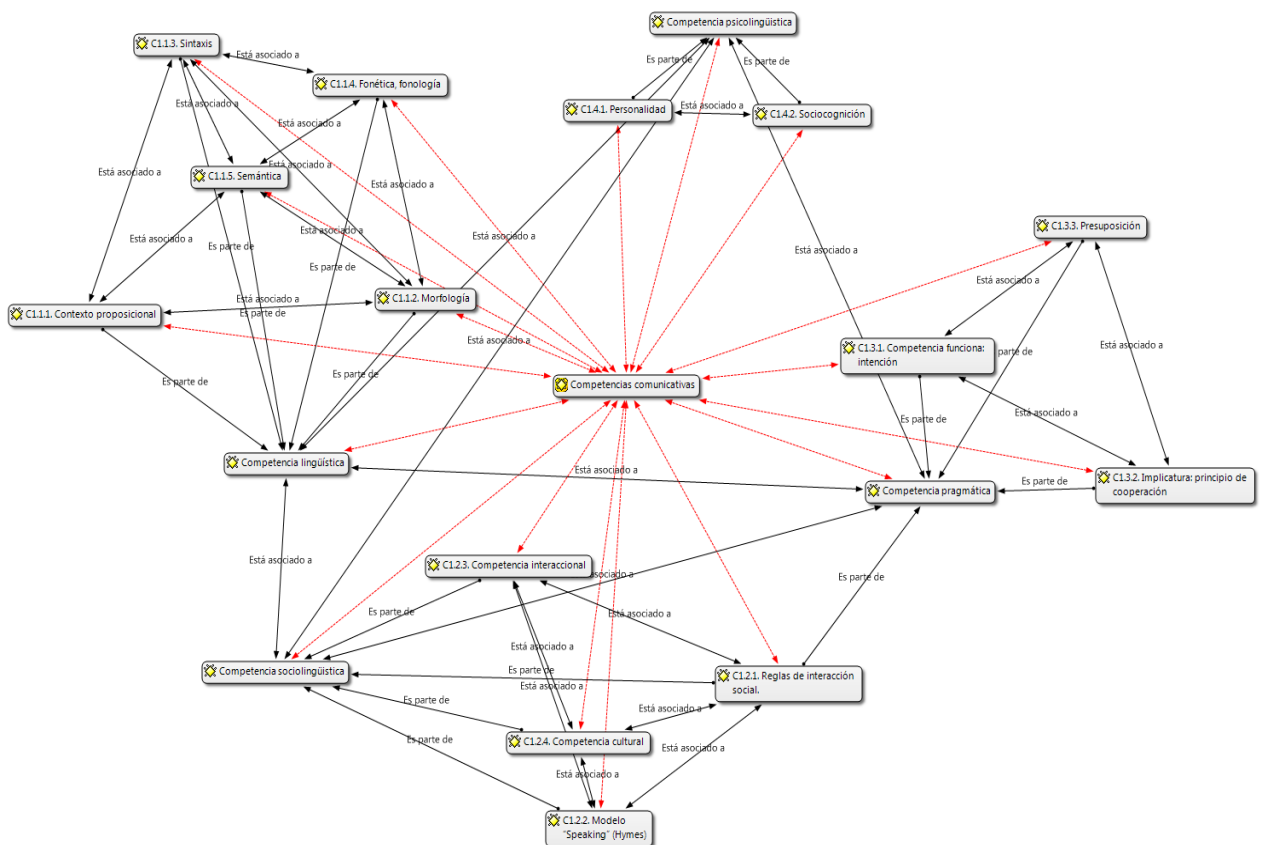 Competencia psicolingüistica
C1.1.3. Sintaxis
Está asociado a
Es parte de
Es parte de
C1.1.4. Fonética, fonología
Está asociado a
C1.4.1. Personalidad
Está asociado a
C1.4.2. Sociocognición
Está asociado a
Está asociado a
Está asociado a
C1.1.5. Semántica
Está asociado a
C1.3.3. Presuposición
Está asociado a
Está asociado a
Está asociado a
Es parte de
Está asociado a
Es parte de
Está asociado a
C1.1.2. Morfología
Está asociado a
C1.1.1. Contexto proposicional
Es parte de
Está asociado a
parte de
C1.3.1. Competencia funciona:
intención
Está asociado a
Es parte de
Es parte de
Competencias comunicativas
Está asociado a
Es parte de
Competencia lingüística
Está asociado a
C1.3.2. Implicatura: principio de
cooperación
Es parte de
Competencia pragmática
Está asociado a
C1.2.3. Competencia interaccional
asociado a
Es parte de
Es parte de
Está asociado a
Está asociado a
Competencia sociolingüistica
Es parte de
C1.2.1. Reglas de interacción
social.
Está asociado a
Es parte de
Está asociado a
Es parte de
C1.2.4. Competencia cultural
Está asociado a
Está asociado a
C1.2.2. Modelo
"Speaking" (Hymes)